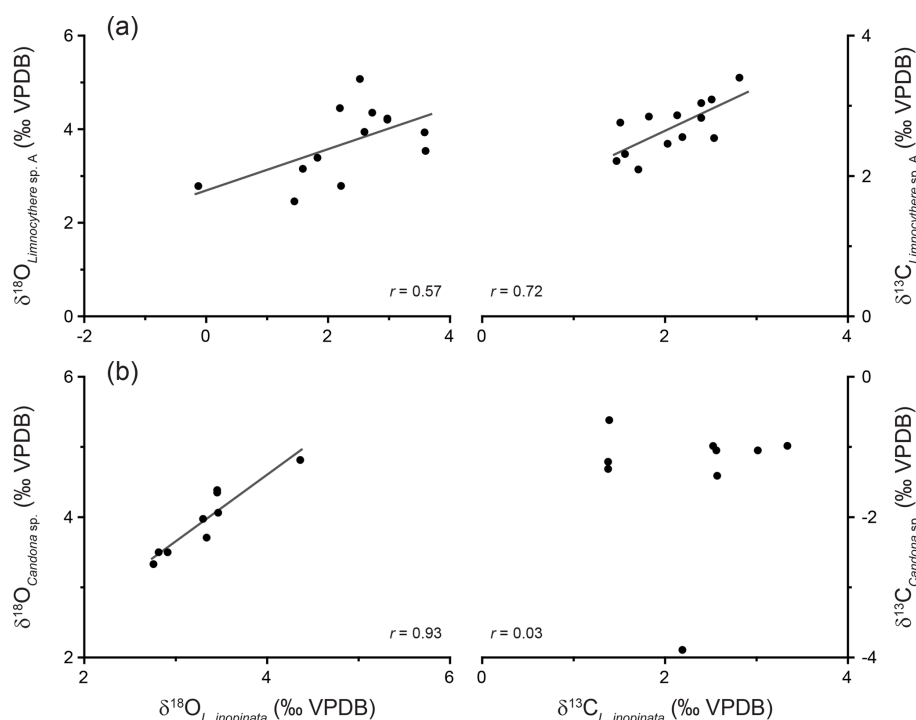 (a)
δ18OLimnocythere sp. A (‰ VPDB)
6
4
2
0
-2
0
2
4
r = 0.57
δ13CLimnocythere sp. A (‰ VPDB)
4
2
0
0
2
4
r = 0.72
(b)
δ18OCandona sp. (‰ VPDB)
6
4
2
2
4
6
r = 0.93
δ18OL. inopinata (‰ VPDB)
δ13CCandona sp. (‰ VPDB)
0
-2
-4
0
2
4
r = 0.03
δ13CL. inopinata (‰ VPDB)